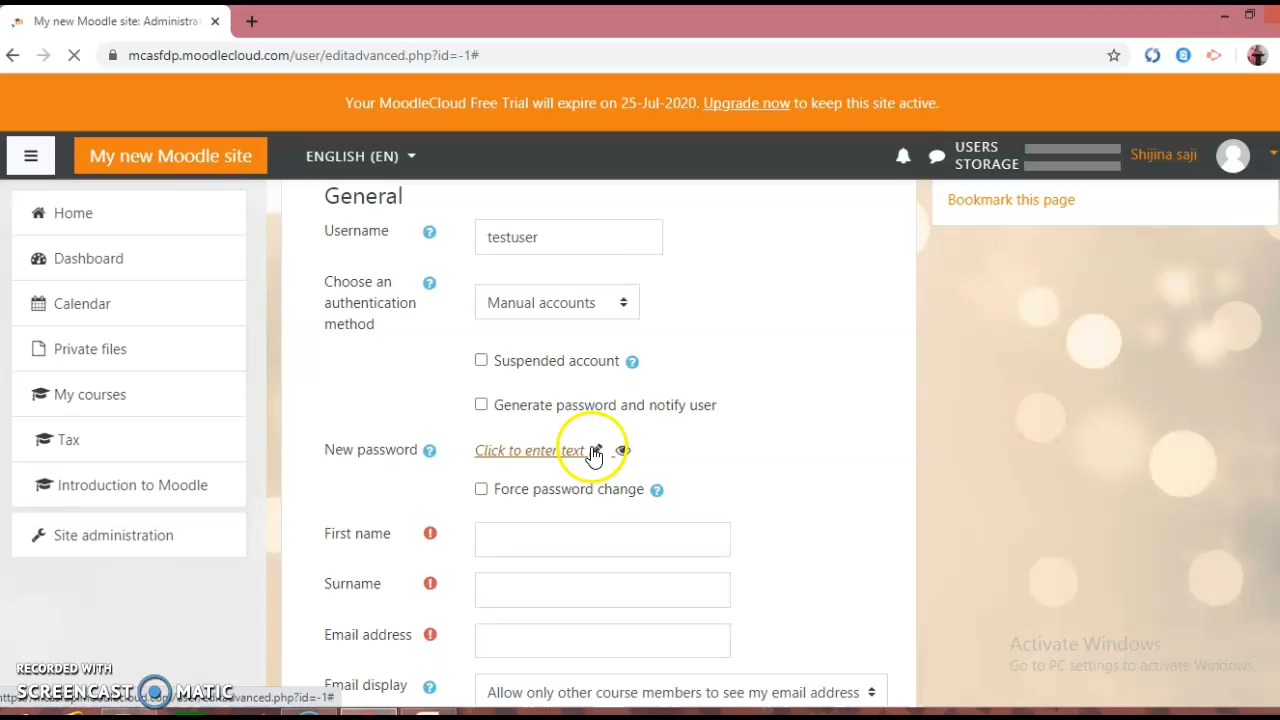 My new Moodle site: Administra
mcasfdp.moodlecloud.com/user/editadvanced.php?id=-1#
Your MoodleCloud Free Trial will expire on 25-Jul-2020. Upgrade now to keep this site active.
My new Moodle site
ENGLISH (EN)
USERS
STORAGE
Shijina saji
Home
Dashboard
Calendar
Private files
My courses
Tax
Introduction to Moodle
Site administration
General
Username
testuser
Choose an
authentication
method
Manual accounts
Suspended account
Generate password and notify user
New password
Click to enter text
Force password change
First name
Surname
Email address
Email display
Allow only other course members to see my email address
Bookmark this page
Activate Windows
Go to PC settings to activate Windows.
RECORDED WITH
SCREENCAST MATIC